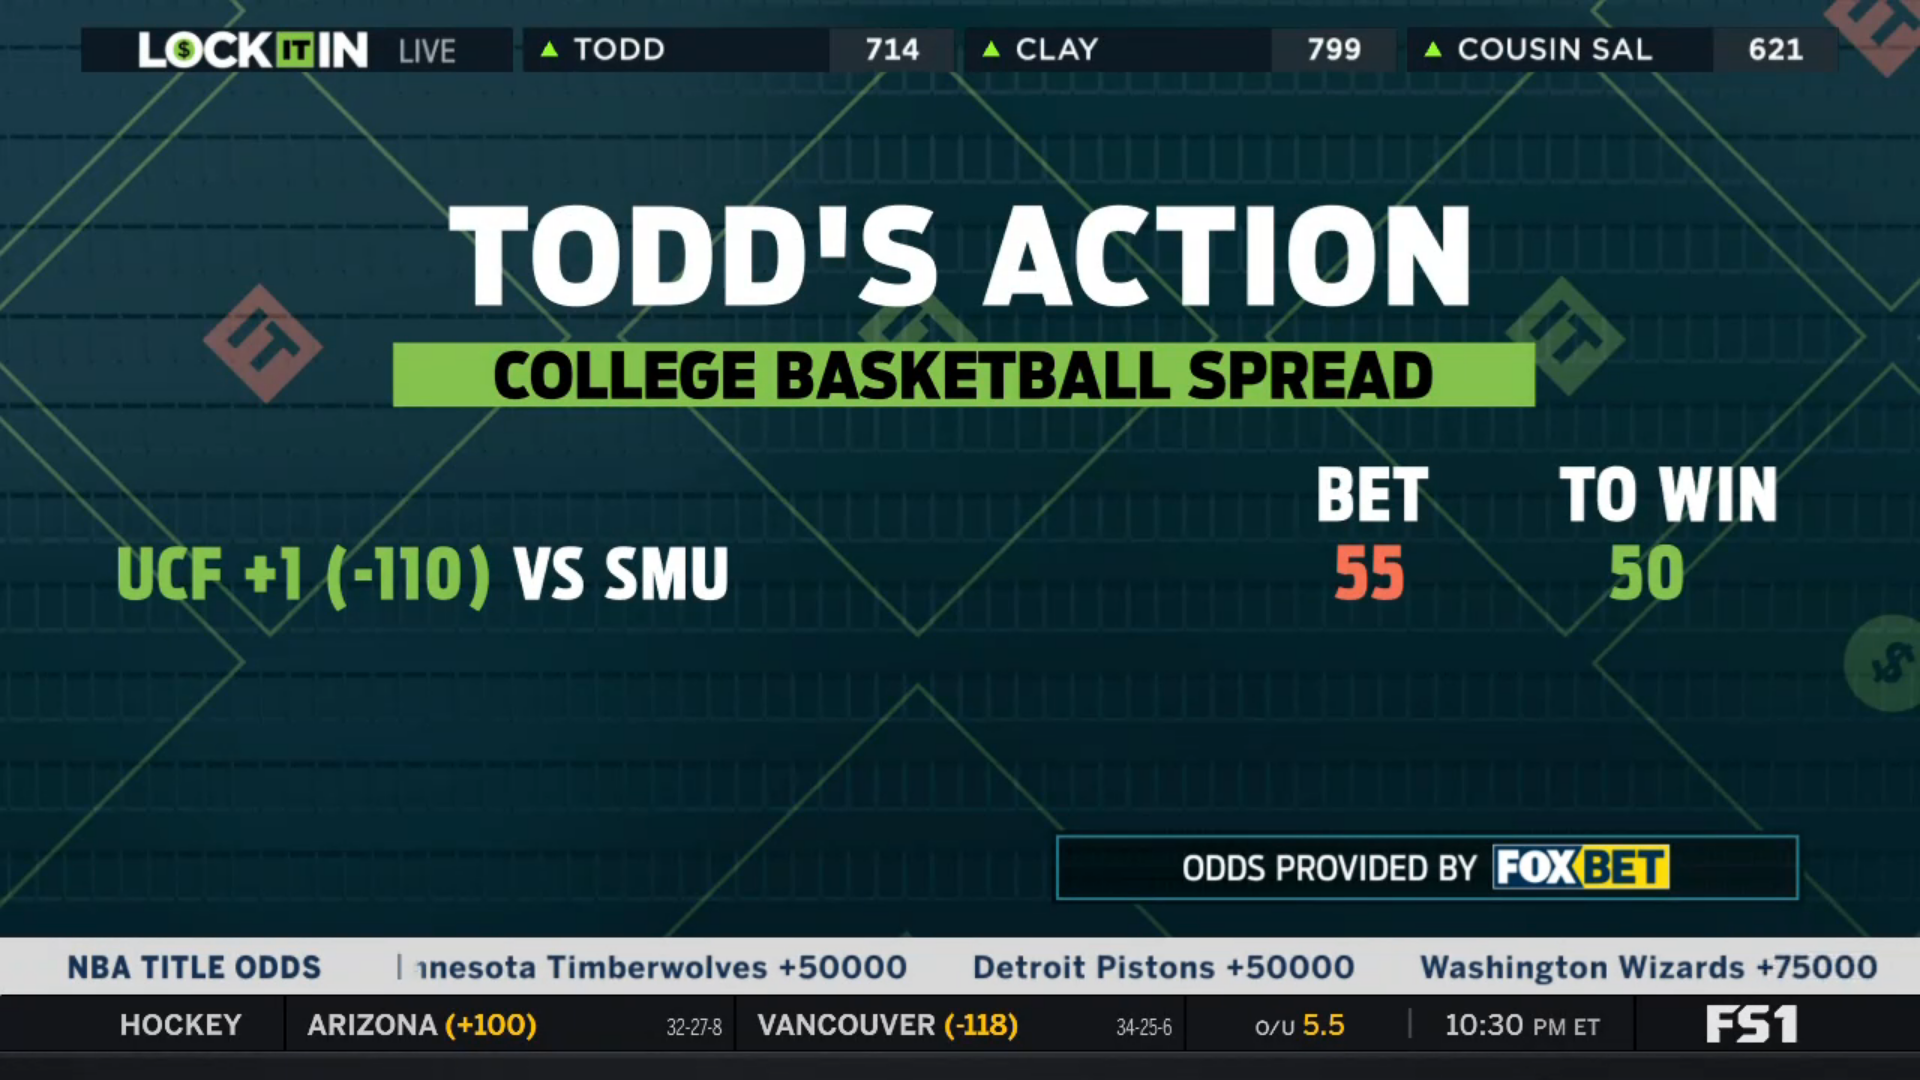 LOCK IT IN LIVE ▲ TODD 714 ▲ CLAY 799 ▲ COUSIN SAL 621
TODD'S ACTION
COLLEGE BASKETBALL SPREAD
BET TO WIN
UCF +1 (-110) VS SMU 55 50
ODDS PROVIDED BY FOX BET
NBA TITLE ODDS | nnesota Timberwolves +50000 Detroit Pistons +50000 Washington Wizards +75000
HOCKEY ARIZONA (+100) 32-27-8 VANCOUVER (-118) 34-25-6 O/U 5.5 | 10:30 PM ET FS1